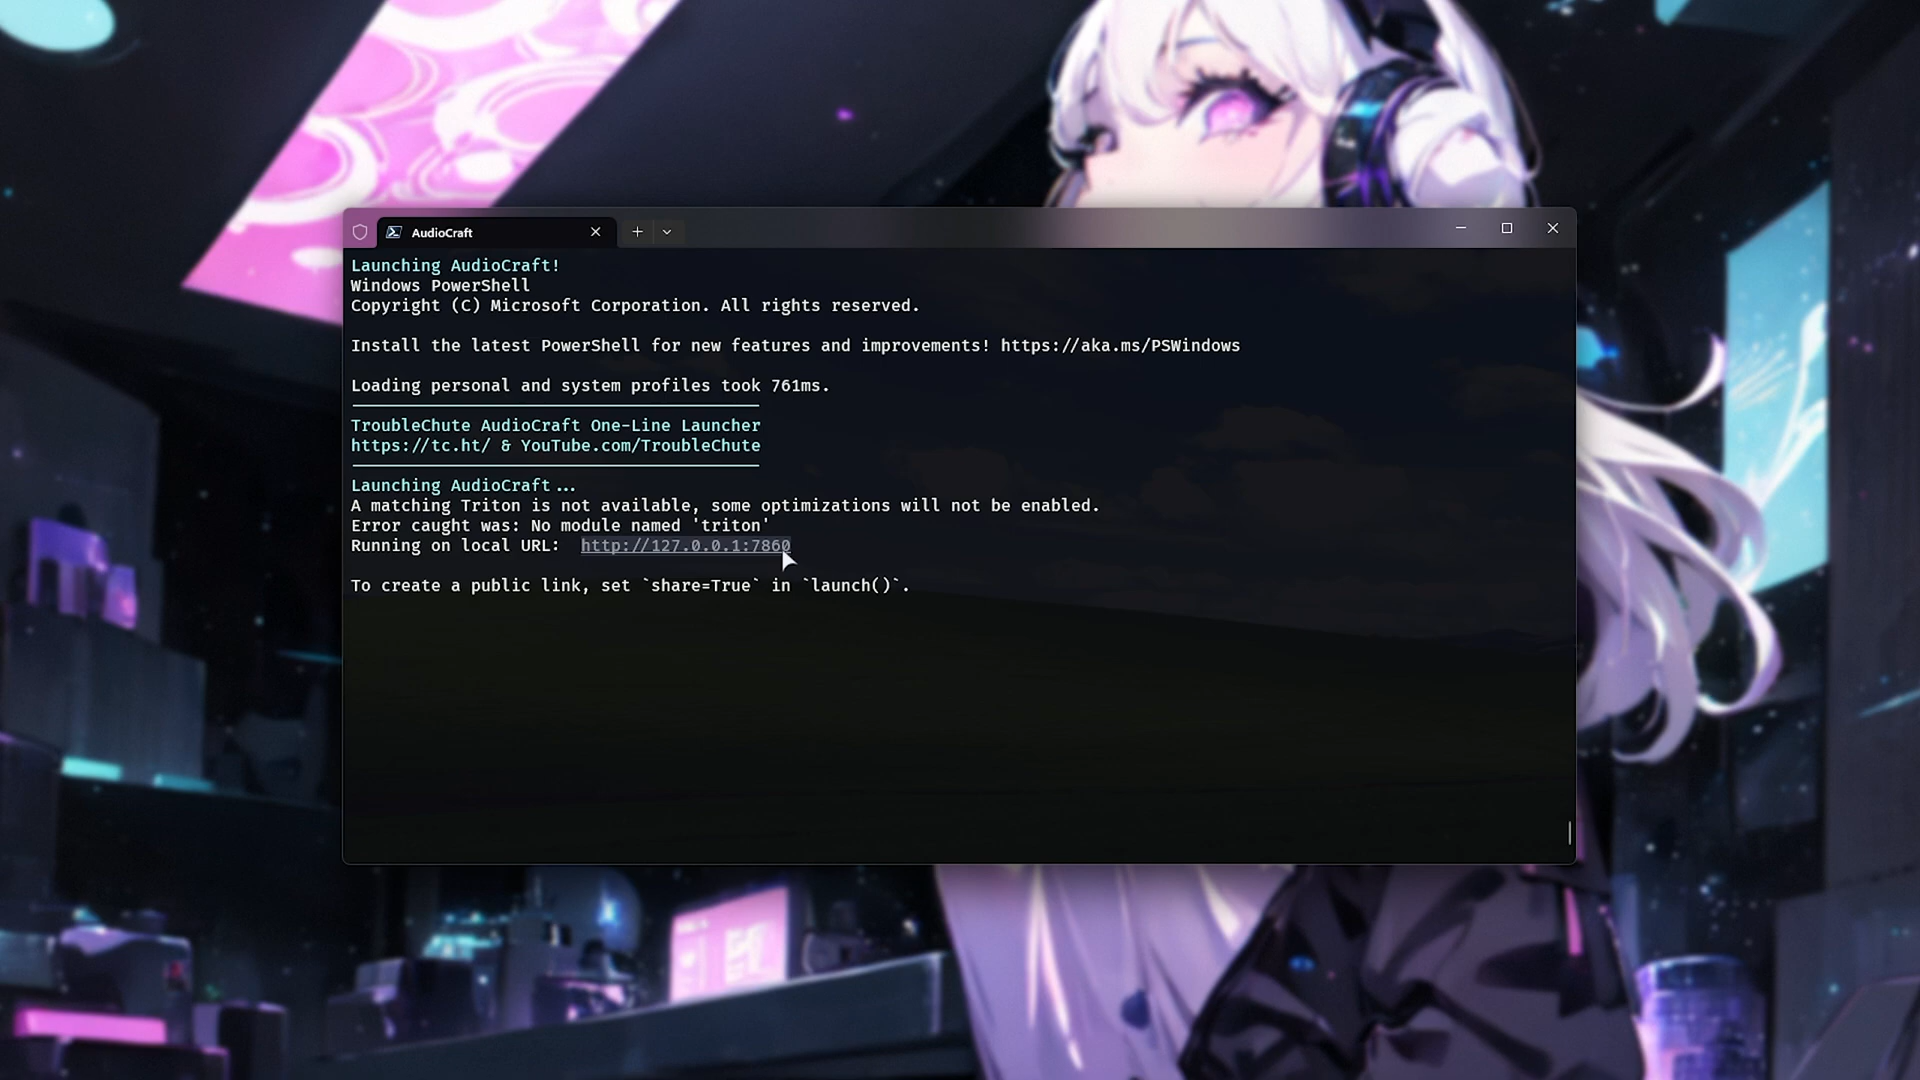 AudioCraft
Launching AudioCraft!
Windows PowerShell
Copyright (C) Microsoft Corporation. All rights reserved.
Install the latest PowerShell for new features and improvements! https://aka.ms/PSWindows
Loading personal and system profiles took 761ms.
TroubleChute AudioCraft One-Line Launcher
https://tc.ht/ & YouTube.com/TroubleChute
Launching AudioCraft...
A matching Triton is not available, some optimizations will not be enabled.
Error caught was: No module named 'triton'
Running on local URL:  http://127.0.0.1:7860
To create a public link, set `share=True` in `launch()`.